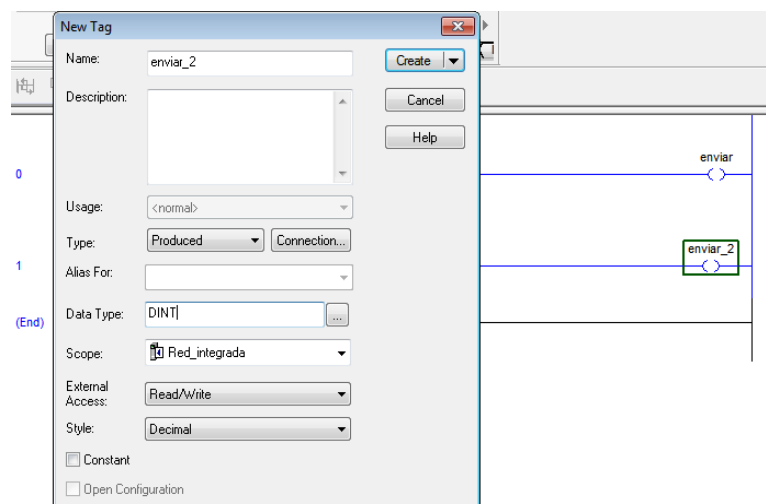 New Tag
Name:
enviar_2
Create
Description:
Cancel
Help
enviar
0
Usage:
<normal>
Type:
Produced
Connection...
enviar_2
1
Alias For:
Data Type:
DINT
...
(End)
Scope:
Red_integrada
External
Access:
Read/Write
Style:
Decimal
Constant
Open Configuration